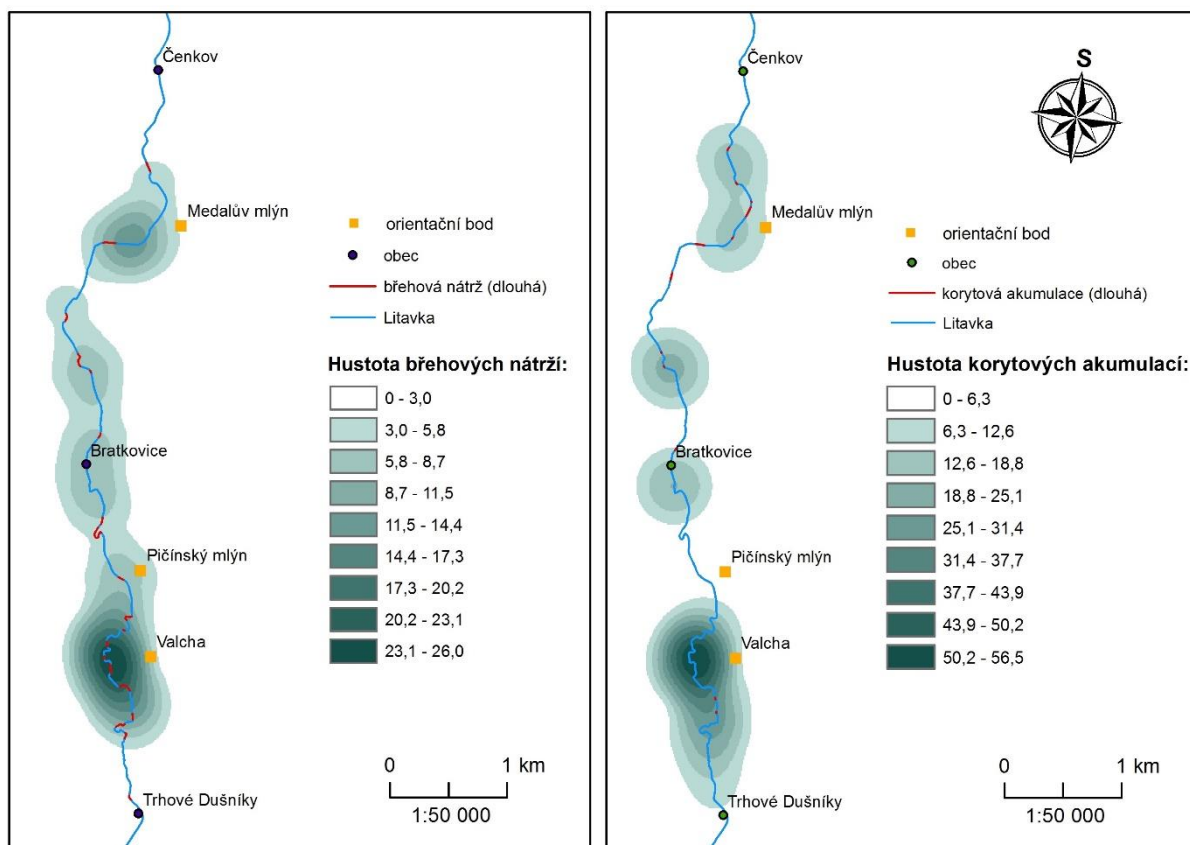 Čenkov
Medalův mlýn
orientační bod
obec
břehová nátrž (dlouhá)
Litavka
Hustota břehových nátrží:
0 - 3,0
3,0 - 5,8
5,8 - 8,7
8,7 - 11,5
11,5 - 14,4
14,4 - 17,3
17,3 - 20,2
20,2 - 23,1
23,1 - 26,0
Bratkovice
Pičínský mlýn
Valcha
Trhové Dušníky
0 1 km
1:50 000
Čenkov
S
Medalův mlýn
orientační bod
obec
korytová akumulace (dlouhá)
Litavka
Hustota korytových akumulací:
0 - 6,3
6,3 - 12,6
12,6 - 18,8
18,8 - 25,1
25,1 - 31,4
31,4 - 37,7
37,7 - 43,9
43,9 - 50,2
50,2 - 56,5
Bratkovice
Pičínský mlýn
Valcha
Trhové Dušníky
0 1 km
1:50 000